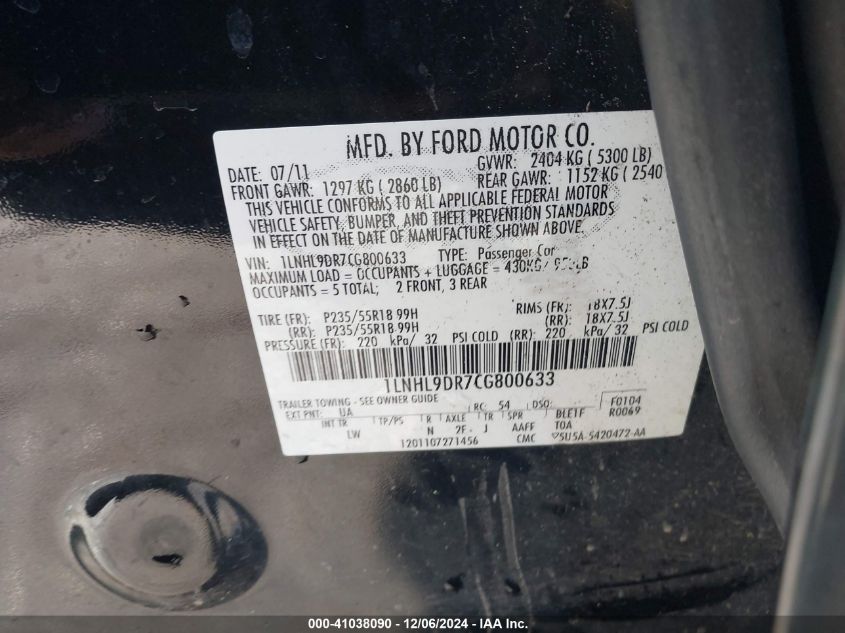 MFD. BY FORD MOTOR CO.
DATE: 07/11 GVWR: 2404 KG ( 5300 LB)
FRONT GAWR: 1297 KG ( 2860 LB) REAR GAWR: 1152 KG ( 2540
THIS VEHICLE CONFORMS TO ALL APPLICABLE FEDERAL MOTOR
VEHICLE SAFETY, BUMPER, AND THEFT PREVENTION STANDARDS
IN EFFECT ON THE DATE OF MANUFACTURE SHOWN ABOVE.
VIN: 1LNHL9DR7CG800633 TYPE: Passenger Car
MAXIMUM LOAD = OCCUPANTS + LUGGAGE = 430KG/
OCCUPANTS = 5 TOTAL; 2 FRONT, 3 REAR
TIRE (FR): P235/55R18 99H RIMS (FR): 18X7.5J
(RR): P235/55R18 99H (RR): 18X7.5J
PRESSURE (FR): 220 kPa/ 32 PSI COLD (RR): 220 kPa/ 32 PSI COLD
1LNHL9DR7CG800633
TRAILER TOWING - SEE OWNER GUIDE RC: 54 DSO: F0104
EXT PNT: UA R0069
INT TR TP/PS R AXLE TR SPR BLE1F
LW N 2F- J AAFF TOA
1201107271456 CMC SU5A-5420472-AA
000-41038090 - 12/06/2024 - IAA Inc.